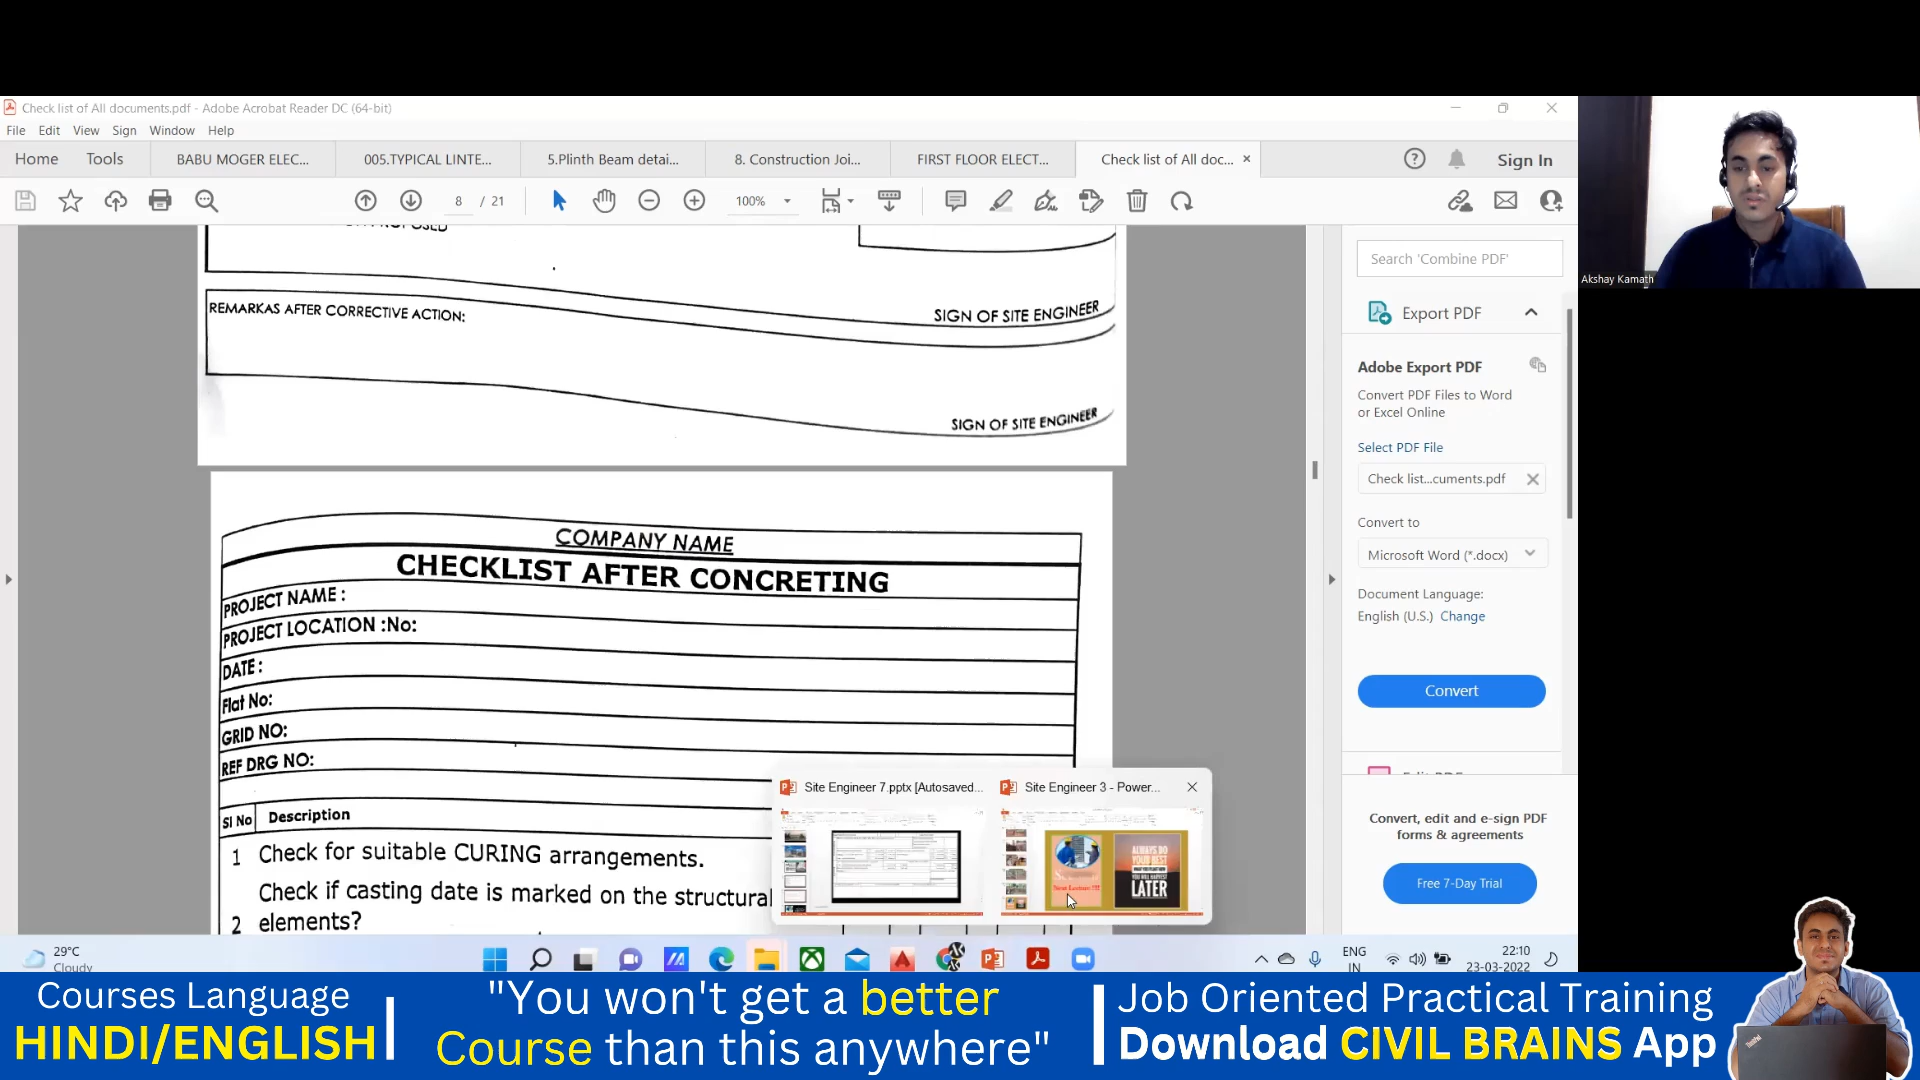 Check list of All documents.pdf - Adobe Acrobat Reader DC (64-bit)
File Edit View Sign Window Help
Home Tools BABU MOGER ELEC... 005.TYPICAL LINTE... 5.Plinth Beam detai... 8. Construction Joi... FIRST FLOOR ELECT... Check list of All doc... × Sign In
8 / 21 100%
REMARKAS AFTER CORRECTIVE ACTION:
SIGN OF SITE ENGINEER
SIGN OF SITE ENGINEER
COMPANY NAME
CHECKLIST AFTER CONCRETING
PROJECT NAME :
PROJECT LOCATION :No:
DATE :
Flat No:
GRID NO:
REF DRG NO:
Sl No Description
1 Check for suitable CURING arrangements.
Check if casting date is marked on the structural
2 elements?
Search 'Combine PDF'
Export PDF
Adobe Export PDF
Convert PDF Files to Word
or Excel Online
Select PDF File
Check list...cuments.pdf
Convert to
Microsoft Word (*.docx)
Document Language:
English (U.S.) Change
Convert
Convert, edit and e-sign PDF
forms & agreements
Free 7-Day Trial
Akshay Kamath
Site Engineer 7.pptx [Autosaved... Site Engineer 3 - Power...
ALWAYS DO
YOUR BEST
LATER
29°C
Cloudy
ENG
IN
22:10
23-03-2022
Courses Language
HINDI/ENGLISH
"You won't get a better
Course than this anywhere"
Job Oriented Practical Training
Download CIVIL BRAINS App